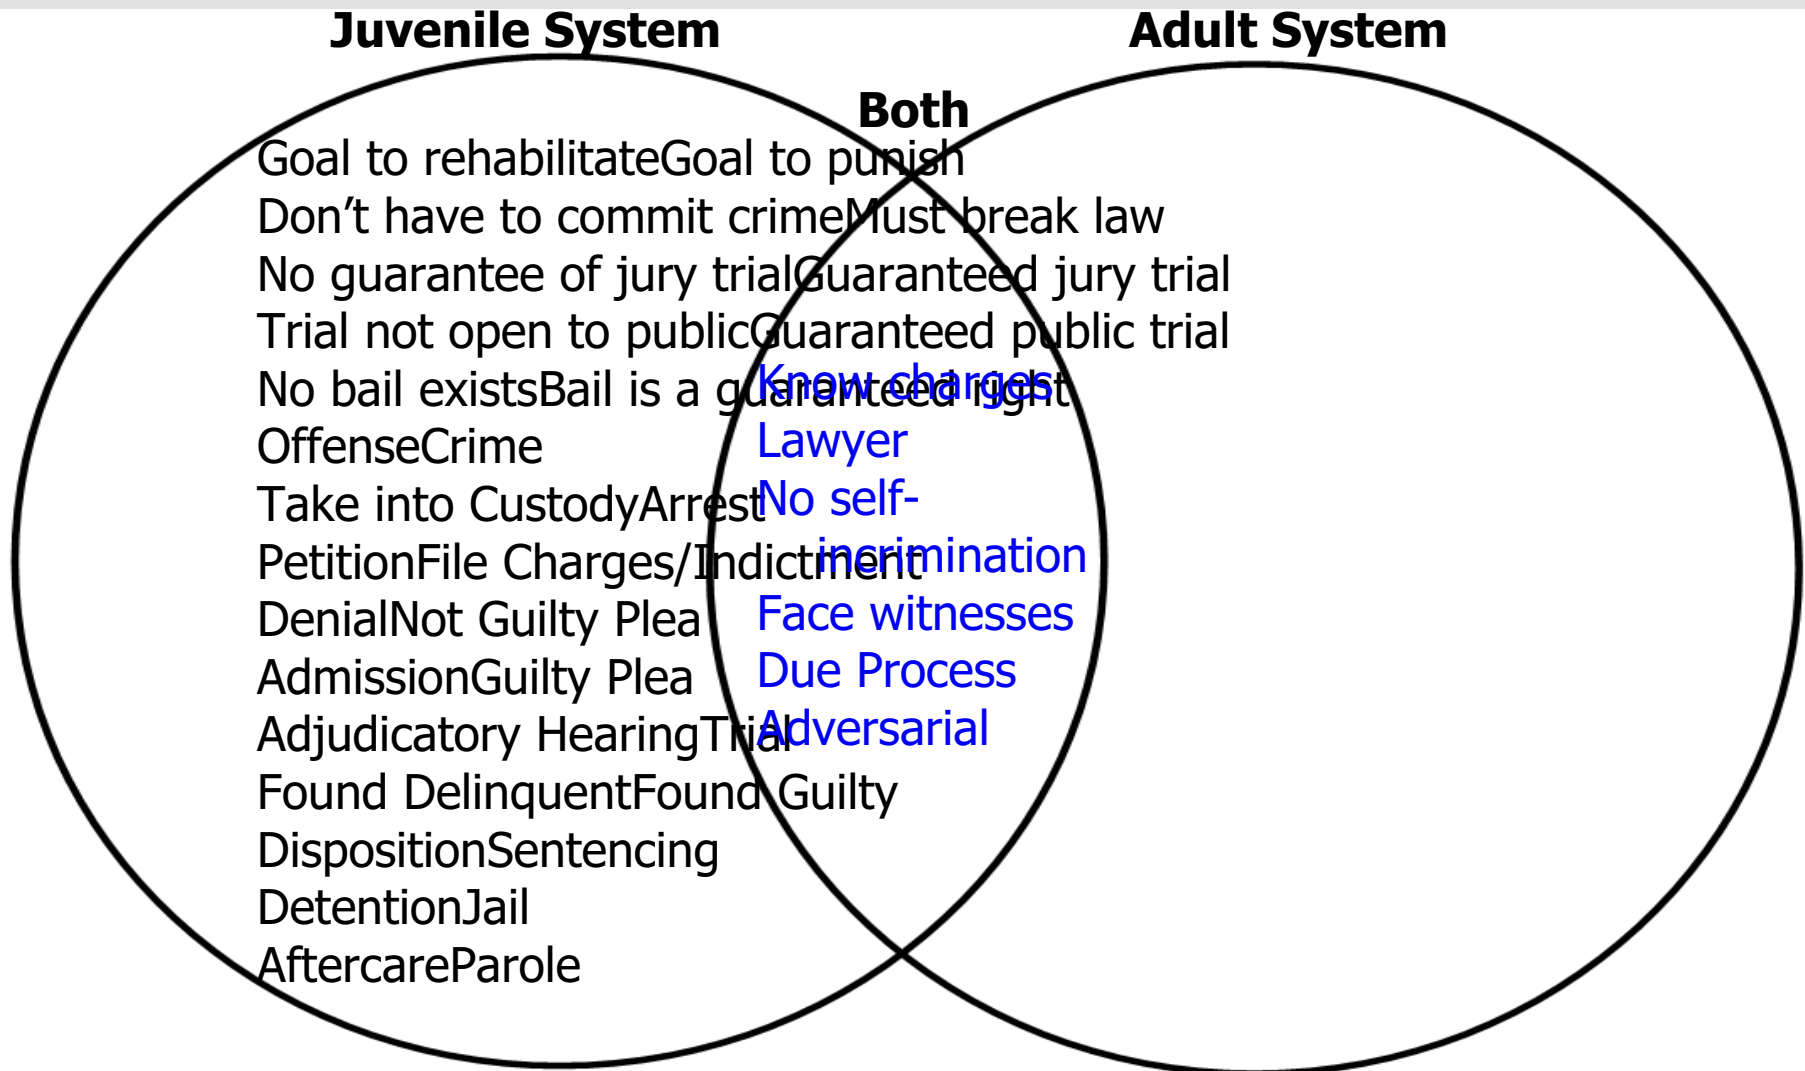 Juvenile System
Adult System
Both
Goal to rehabilitateGoal to punish
Don’t have to commit crimeMust break law
No guarantee of jury trialGuaranteed jury trial
Trial not open to publicGuaranteed public trial
No bail existsBail is a guaranteed right
OffenseCrime
Take into CustodyArrest
PetitionFile Charges/Indictment
DenialNot Guilty Plea
AdmissionGuilty Plea
Adjudicatory HearingTrial
Found DelinquentFound Guilty
DispositionSentencing
DetentionJail
AftercareParole
Know charges
Lawyer
No self-
incrimination
Face witnesses
Due Process
Adversarial